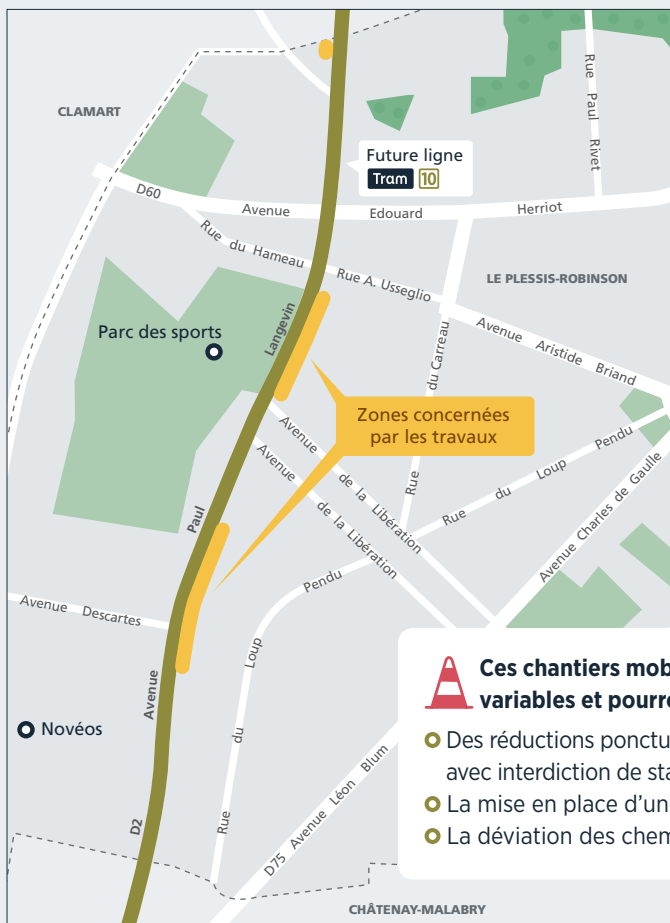 CLAMART
Rue Paul Rivet
Future ligne
Tram 10
D60
Avenue Edouard Herriot
Rue du Hameau
Rue A. Usseglio
LE PLESSIS-ROBINSON
Langevin
Parc des sports
Avenue Aristide Briand
Rue du Carreau
Zones concernées
par les travaux
Avenue de la Libération
Avenue de la Libération
Rue du Loup Pendu
Avenue Charles de Gaulle
Paul
Pendu
Avenue Descartes
Loup
du
Rue
Avenue
Novéos
D2
D75 Avenue Léon Blum
Ces chantiers mob
variables et pourro
Des réductions ponctu
avec interdiction de sta
La mise en place d'un
La déviation des chem
CHÂTENAY-MALABRY